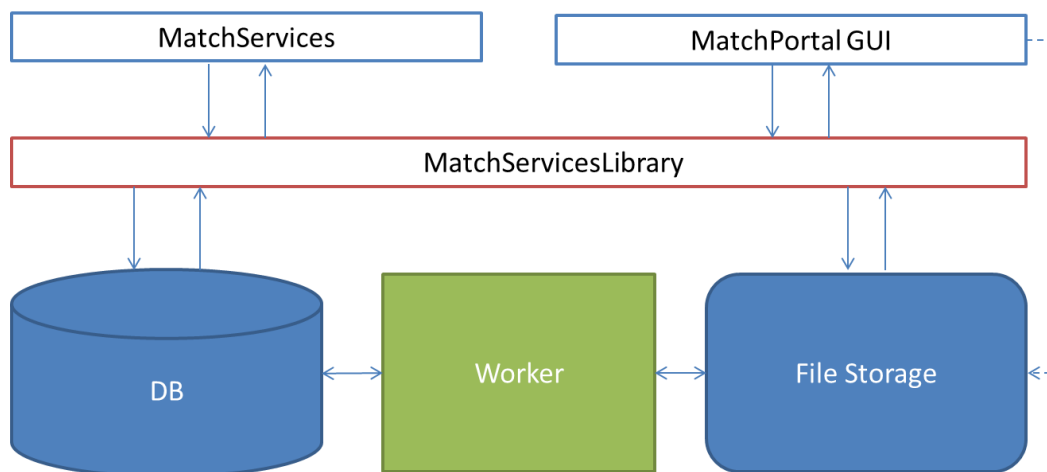 MatchServices
MatchPortal GUI
MatchServicesLibrary
DB
Worker
File Storage